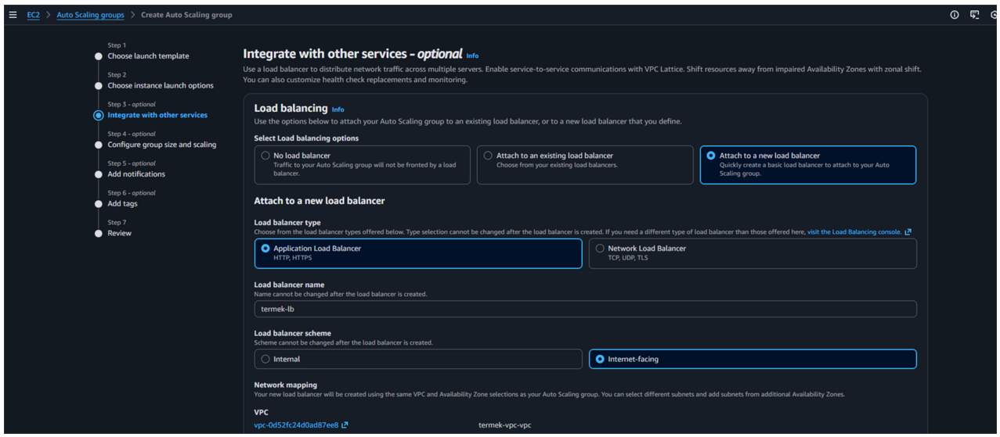 EC2 > Auto Scaling groups > Create Auto Scaling group
Step 1
Choose launch template
Step 2
Choose instance launch options
Step 3 - optional
Integrate with other services
Step 4 - optional
Configure group size and scaling
Step 5 - optional
Add notifications
Step 6 - optional
Add tags
Step 7
Review
Integrate with other services - optional Info
Use a load balancer to distribute network traffic across multiple servers. Enable service-to-service communications with VPC Lattice. Shift resources away from impaired Availability Zones with zonal shift.
You can also customize health check replacements and monitoring.
Load balancing Info
Use the options below to attach your Auto Scaling group to an existing load balancer, or to a new load balancer that you define.
Select Load balancing options
No load balancer
Traffic to your Auto Scaling group will not be fronted by a load
balancer.
Attach to an existing load balancer
Choose from your existing load balancers.
Attach to a new load balancer
Quickly create a basic load balancer to attach to your Auto
Scaling group.
Attach to a new load balancer
Load balancer type
Choose from the load balancer types offered below. Type selection cannot be changed after the load balancer is created. If you need a different type of load balancer than those offered here, visit the Load Balancing console.
Application Load Balancer
HTTP, HTTPS
Network Load Balancer
TCP, UDP, TLS
Load balancer name
Name cannot be changed after the load balancer is created.
termek-lb
Load balancer scheme
Scheme cannot be changed after the load balancer is created.
Internal
Internet-facing
Network mapping
Your new load balancer will be created using the same VPC and Availability Zone selections as your Auto Scaling group. You can select different subnets and add subnets from additional Availability Zones.
VPC
vpc-0d52fc24d0ad87ee8 termek-vpc-vpc